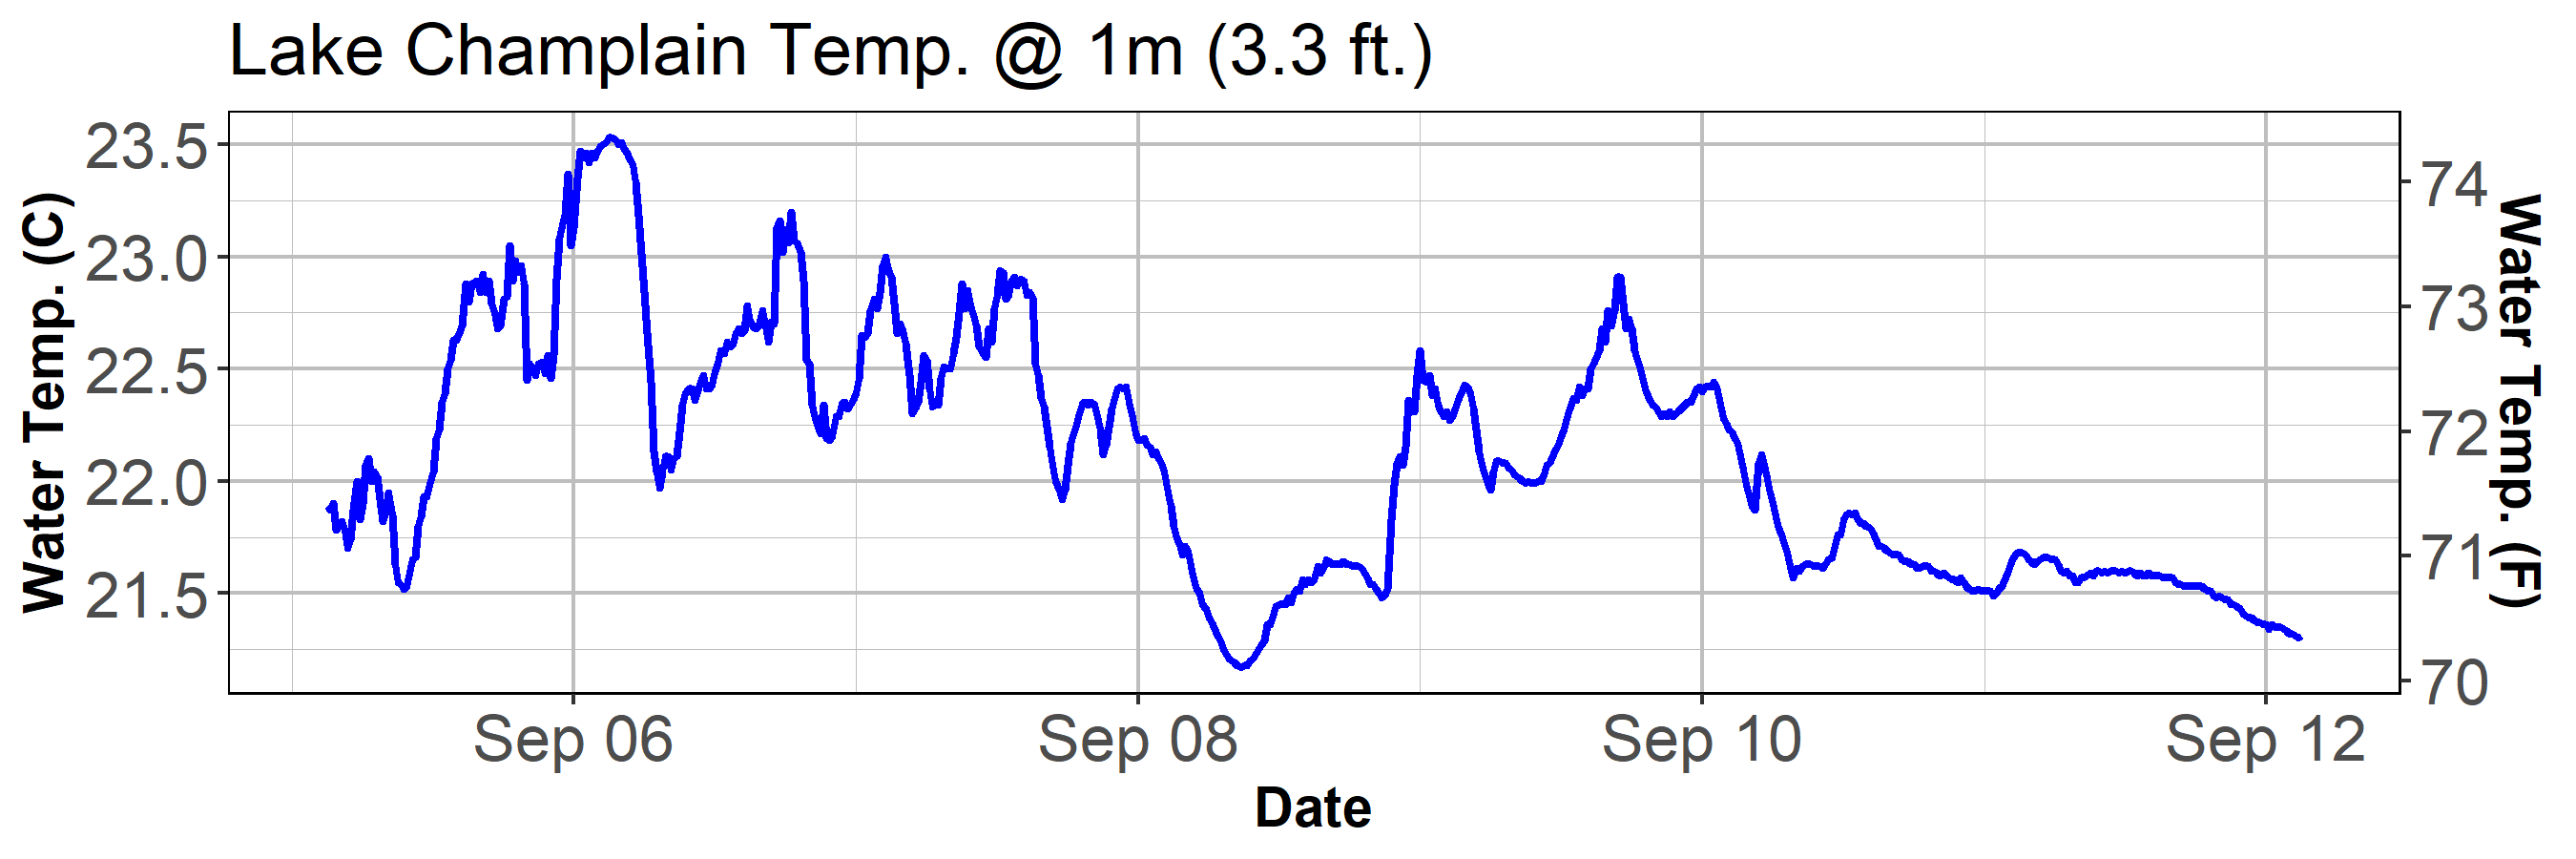 Lake Champlain Temp. @ 1m (3.3 ft.)
Water Temp. (C)
23.5
23.0
22.5
22.0
21.5
74
73
72
71
70
Water Temp. (F)
Sep 06 Sep 08 Sep 10 Sep 12
Date